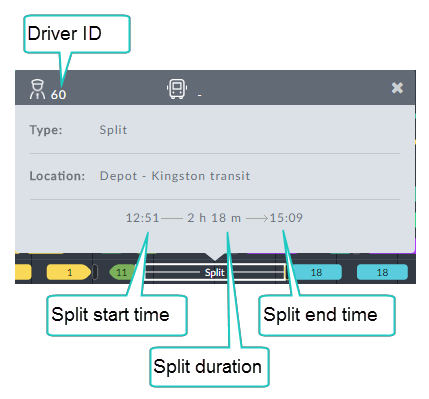 Driver ID
60 -
Type: Split
Location: Depot - Kingston transit
12:51 2 h 18 m 15:09
1 11 Split 18 18
Split start time Split end time
Split duration